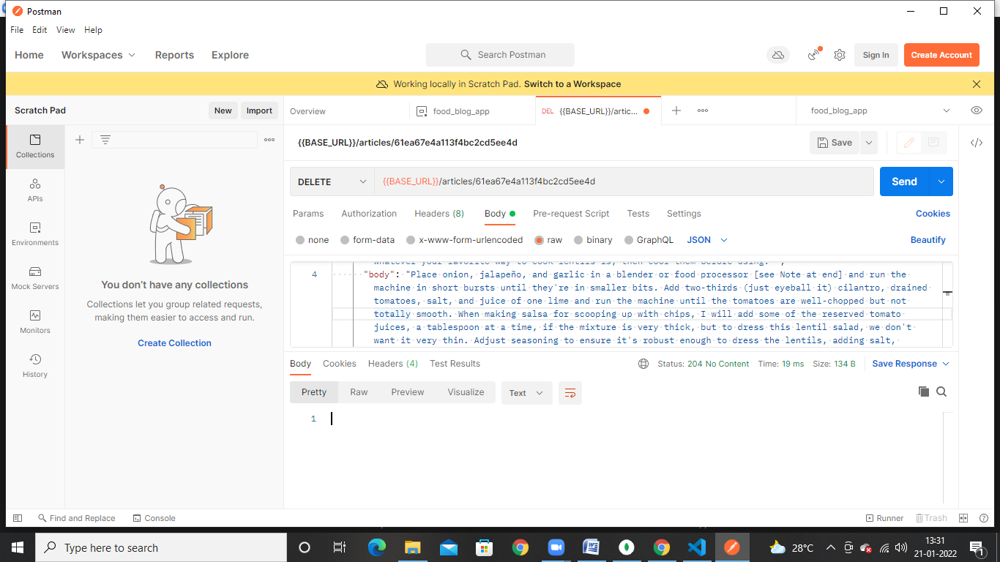 Postman
File Edit View Help
Home Workspaces Reports Explore Search Postman Sign In Create Account
Working locally in Scratch Pad. Switch to a Workspace
Scratch Pad New Import Overview food_blog_app DEL {{BASE_URL}}/artic... food_blog_app
Collections
{{BASE_URL}}/articles/61ea67e4a113f4bc2cd5ee4d Save </>
DELETE {{BASE_URL}}/articles/61ea67e4a113f4bc2cd5ee4d Send
APIs
Params Authorization Headers (8) Body Pre-request Script Tests Settings Cookies
Environments
none form-data x-www-form-urlencoded raw binary GraphQL JSON Beautify
whatever your favorite way to cook lentils is, then cool them before using. ",
4 "body": "Place onion, jalapeño, and garlic in a blender or food processor [see Note at end] and run the
machine in short bursts until they're in smaller bits. Add two-thirds (just eyeball it) cilantro, drained
tomatoes, salt, and juice of one lime and run the machine until the tomatoes are well-chopped but not
totally smooth. When making salsa for scooping up with chips, I will add some of the reserved tomato
juices, a tablespoon at a time, if the mixture is very thick, but to dress this lentil salad, we don't
want it very thin. Adjust seasoning to ensure it's robust enough to dress the lentils, adding salt,
Mock Servers
You don't have any collections
Collections let you group related requests,
making them easier to access and run.
Create Collection
Monitors
History
Body Cookies Headers (4) Test Results Status: 204 No Content Time: 19 ms Size: 134 B Save Response
Pretty Raw Preview Visualize Text
1
Find and Replace Console Runner Trash
Type here to search 28°C 13:31
21-01-2022 1